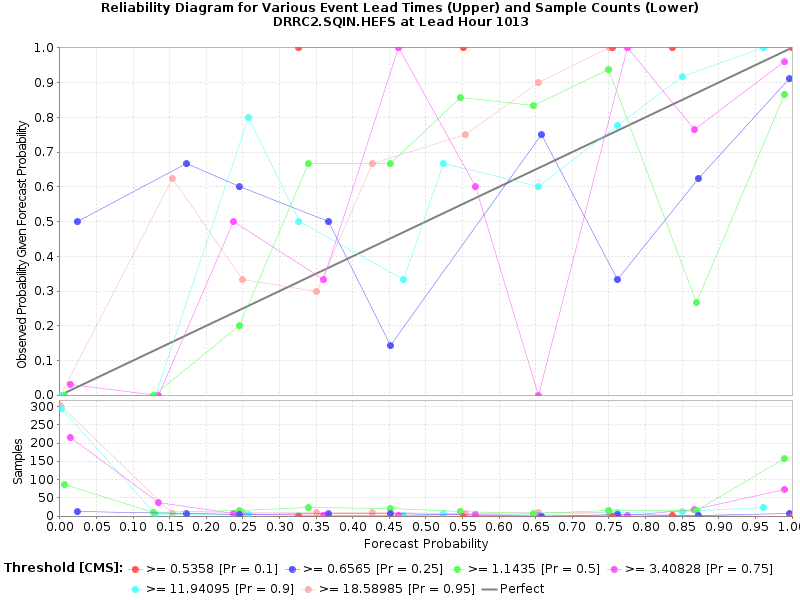 Reliability Diagram for Various Event Lead Times (Upper) and Sample Counts (Lower)
DRRC2.SQIN.HEFS at Lead Hour 1013
Observed Probability Given Forecast Probability
1.0
0.9
0.8
0.7
0.6
0.5
0.4
0.3
0.2
0.1
0.0
Samples
300
250
200
150
100
50
0
0.00 0.05 0.10 0.15 0.20 0.25 0.30 0.35 0.40 0.45 0.50 0.55 0.60 0.65 0.70 0.75 0.80 0.85 0.90 0.95 1.00
Forecast Probability
Threshold [CMS]: >= 0.5358 [Pr = 0.1] >= 0.6565 [Pr = 0.25] >= 1.1435 [Pr = 0.5] >= 3.40828 [Pr = 0.75]
>= 11.94095 [Pr = 0.9] >= 18.58985 [Pr = 0.95] Perfect